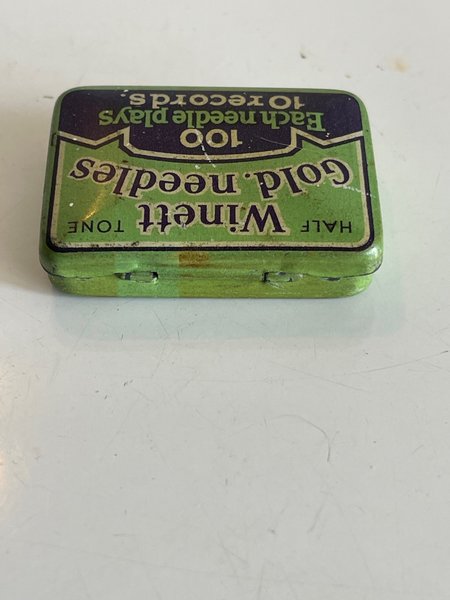 HALF TONE
Winett
Gold. needles
100
Each needle plays
10 records.